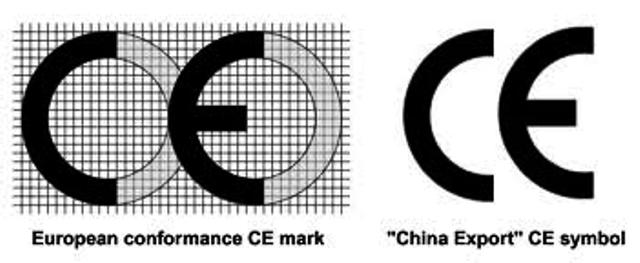 CE
CE
European conformance CE mark
"China Export" CE symbol